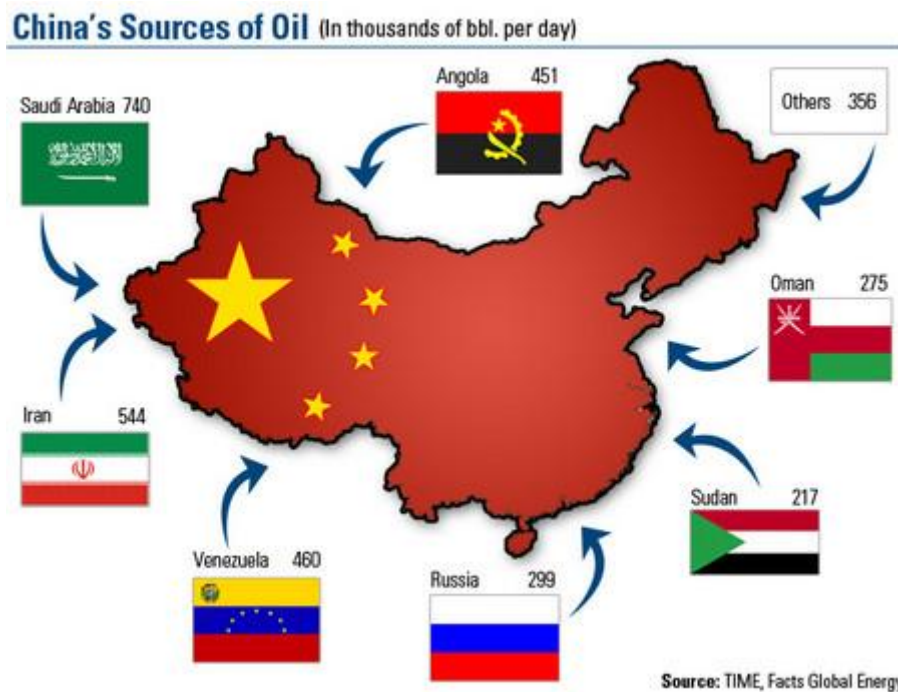 China's Sources of Oil (In thousands of bbl. per day)
Angola 451
Saudi Arabia 740
Others 356
Oman 275
Iran 544
Sudan 217
Venezuela 460
Russia 299
Source: TIME, Facts Global Energy